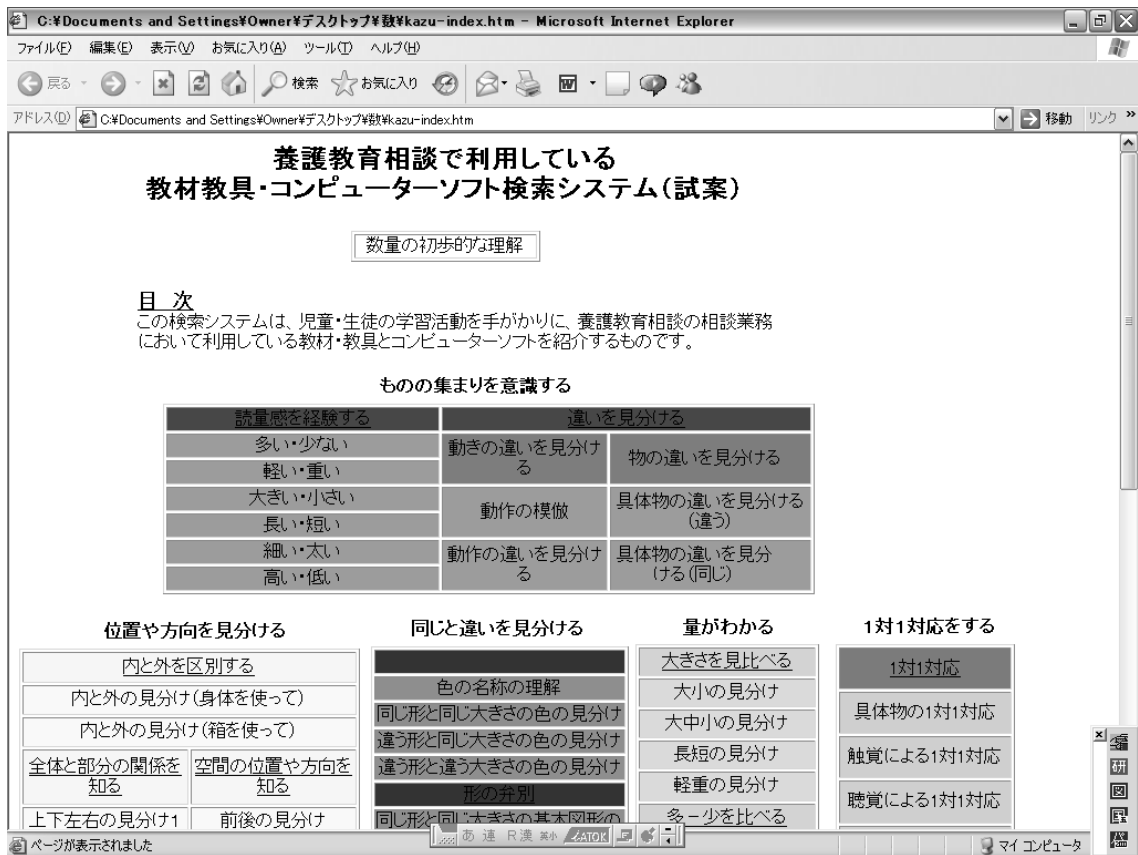 C:¥Documents and Settings¥Owner¥デスクトップ¥数¥kazu-index.htm - Microsoft Internet Explorer
ファイル(F) 編集(E) 表示(V) お気に入り(A) ツール(T) ヘルプ(H)
戻る 検索 お気に入り
アドレス(D) C:¥Documents and Settings¥Owner¥デスクトップ¥数¥kazu-index.htm 移動 リンク »
養護教育相談で利用している
教材教具・コンピューターソフト検索システム(試案)
数量の初歩的な理解
目 次
この検索システムは、児童・生徒の学習活動を手がかりに、養護教育相談の相談業務
において利用している教材・教具とコンピューターソフトを紹介するものです。
ものの集まりを意識する
読量感を経験する 違いを見分ける
多い・少ない
軽い・重い
動きの違いを見分け
る
物の違いを見分ける
大きい・小さい
長い・短い
動作の模倣
具体物の違いを見分ける
(違う)
細い・太い
高い・低い
動作の違いを見分け
る
具体物の違いを見分
ける(同じ)
位置や方向を見分ける
内と外を区別する
内と外の見分け(身体を使って)
内と外の見分け(箱を使って)
全体と部分の関係を
知る
空間の位置や方向を
知る
上下左右の見分け1 前後の見分け
同じと違いを見分ける
色の名称の理解
同じ形と同じ大きさの色の見分け
違う形と同じ大きさの色の見分け
違う形と違う大きさの色の見分け
形の弁別
同じ形と同じ大きさの基本図形の
量がわかる
大きさを見比べる
大小の見分け
大中小の見分け
長短の見分け
軽重の見分け
多-少を比べる
1対1対応をする
1対1対応
具体物の1対1対応
触覚による1対1対応
聴覚による1対1対応
あ 連 R漢 英小 ATOK
ページが表示されました マイ コンピュータ